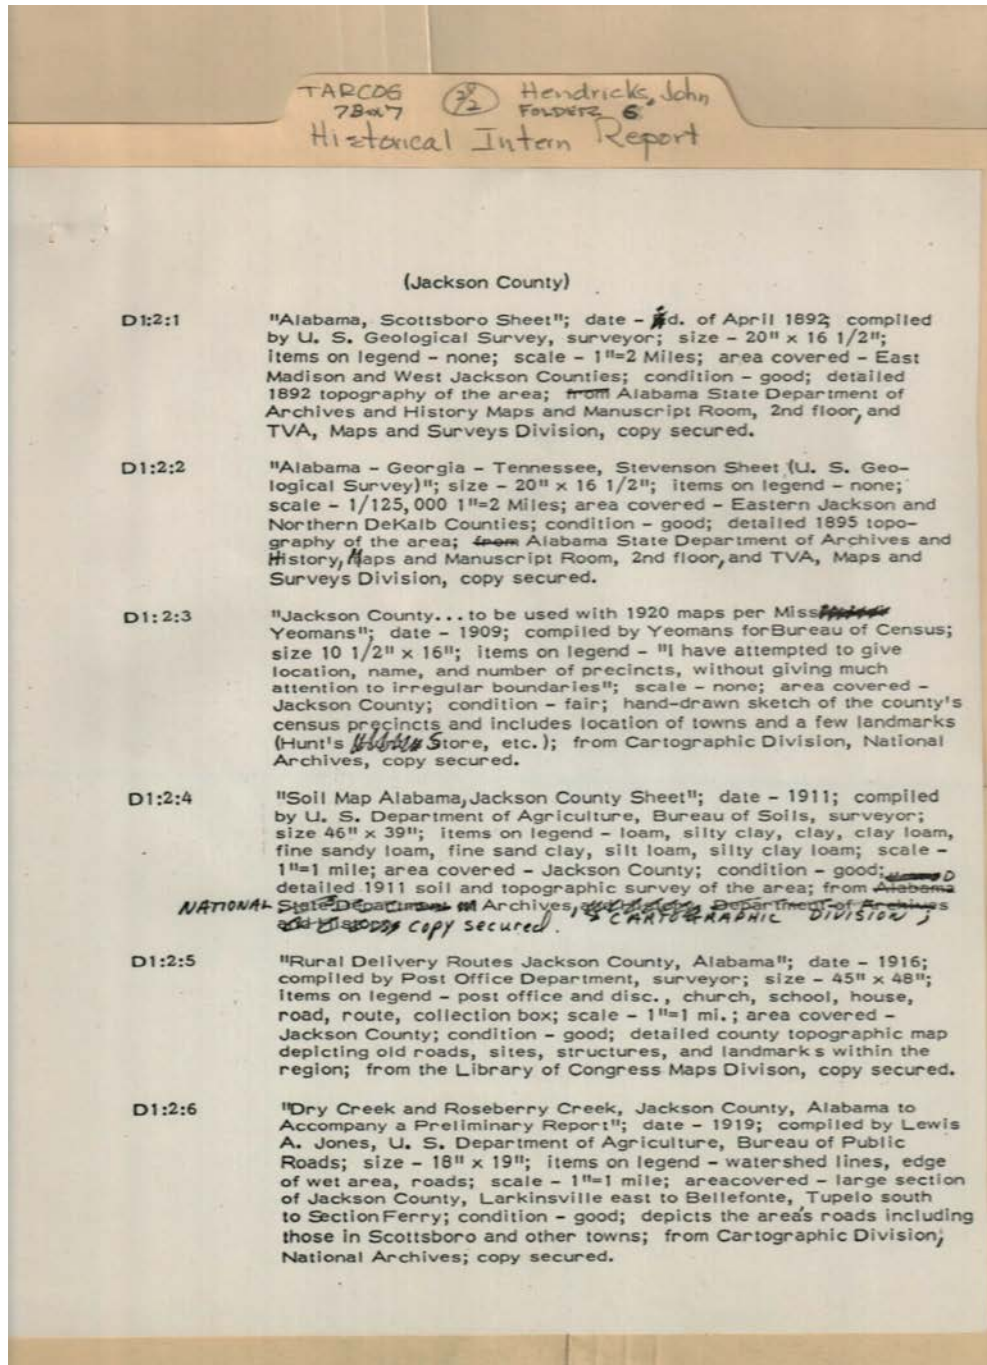 TARCOG
Hendricks, John
FOLDER 6
Historical Intern Report
(Jackson County)
D1:2:1 "Alabama, Scottsboro Sheet"; date - d. of April 1892; compiled
by U. S. Geological Survey, surveyor; size - 20" x 16 1/2";
items on legend - none; scale - 1"=2 Miles; area covered - East
Madison and West Jackson Counties; condition - good; detailed
1892 topography of the area; from Alabama State Department of
Archives and History Maps and Manuscript Room, 2nd floor, and
TVA, Maps and Surveys Division, copy secured.
D1:2:2 "Alabama - Georgia - Tennessee, Stevenson Sheet (U. S. Geo-
logical Survey)"; size - 20" x 16 1/2"; items on legend - none;
scale - 1/125,000 1"=2 Miles; area covered - Eastern Jackson and
Northern DeKalb Counties; condition - good; detailed 1895 topo-
graphy of the area; from Alabama State Department of Archives and
History, Maps and Manuscript Room, 2nd floor, and TVA, Maps and
Surveys Division, copy secured.
D1:2:3 "Jackson County... to be used with 1920 maps per Miss
Yeomans"; date - 1909; compiled by Yeomans for Bureau of Census;
size 10 1/2" x 16"; items on legend - "I have attempted to give
location, name, and number of precincts, without giving much
attention to irregular boundaries"; scale - none; area covered -
Jackson County; condition - fair; hand-drawn sketch of the county's
census precincts and includes location of towns and a few landmarks
(Hunt's Store, etc.); from Cartographic Division, National
Archives, copy secured.
D1:2:4 "Soil Map Alabama, Jackson County Sheet"; date - 1911; compiled
by U. S. Department of Agriculture, Bureau of Soils, surveyor;
size 46" x 39"; items on legend - loam, silty clay, clay, clay loam,
fine sandy loam, fine sand clay, silt loam, silty clay loam; scale -
1"=1 mile; area covered - Jackson County; condition - good;
detailed 1911 soil and topographic survey of the area; from Alabama
NATIONAL State Department of Archives, Department of Archives
and History copy secured. CARTOGRAPHIC DIVISION;
D1:2:5 "Rural Delivery Routes Jackson County, Alabama"; date - 1916;
compiled by Post Office Department, surveyor; size - 45" x 48";
items on legend - post office and disc., church, school, house,
road, route, collection box; scale - 1"=1 mi.; area covered -
Jackson County; condition - good; detailed county topographic map
depicting old roads, sites, structures, and landmarks within the
region; from the Library of Congress Maps Divison, copy secured.
D1:2:6 "Dry Creek and Roseberry Creek, Jackson County, Alabama to
Accompany a Preliminary Report"; date - 1919; compiled by Lewis
A. Jones, U. S. Department of Agriculture, Bureau of Public
Roads; size - 18" x 19"; items on legend - watershed lines, edge
of wet area, roads; scale - 1"=1 mile; areacovered - large section
of Jackson County, Larkinsville east to Bellefonte, Tupelo south
to Section Ferry; condition - good; depicts the area's roads including
those in Scottsboro and other towns; from Cartographic Division,
National Archives; copy secured.